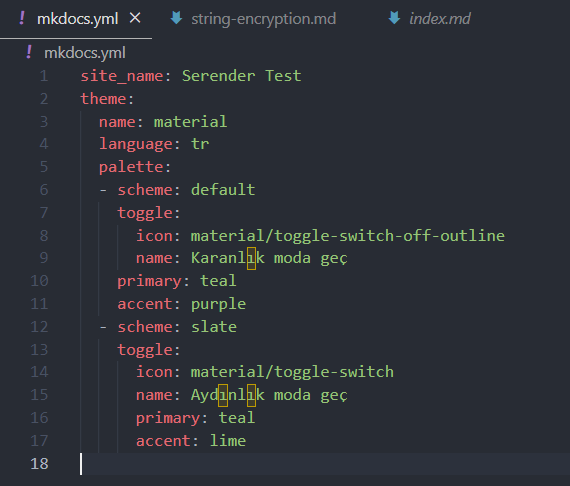 ! mkdocs.yml × string-encryption.md index.md
! mkdocs.yml
1 site_name: Serender Test
2 theme:
3   name: material
4   language: tr
5   palette:
6   - scheme: default
7     toggle:
8       icon: material/toggle-switch-off-outline
9       name: Karanlık moda geç
10     primary: teal
11     accent: purple
12   - scheme: slate
13     toggle:
14       icon: material/toggle-switch
15       name: Aydınlık moda geç
16       primary: teal
17       accent: lime
18